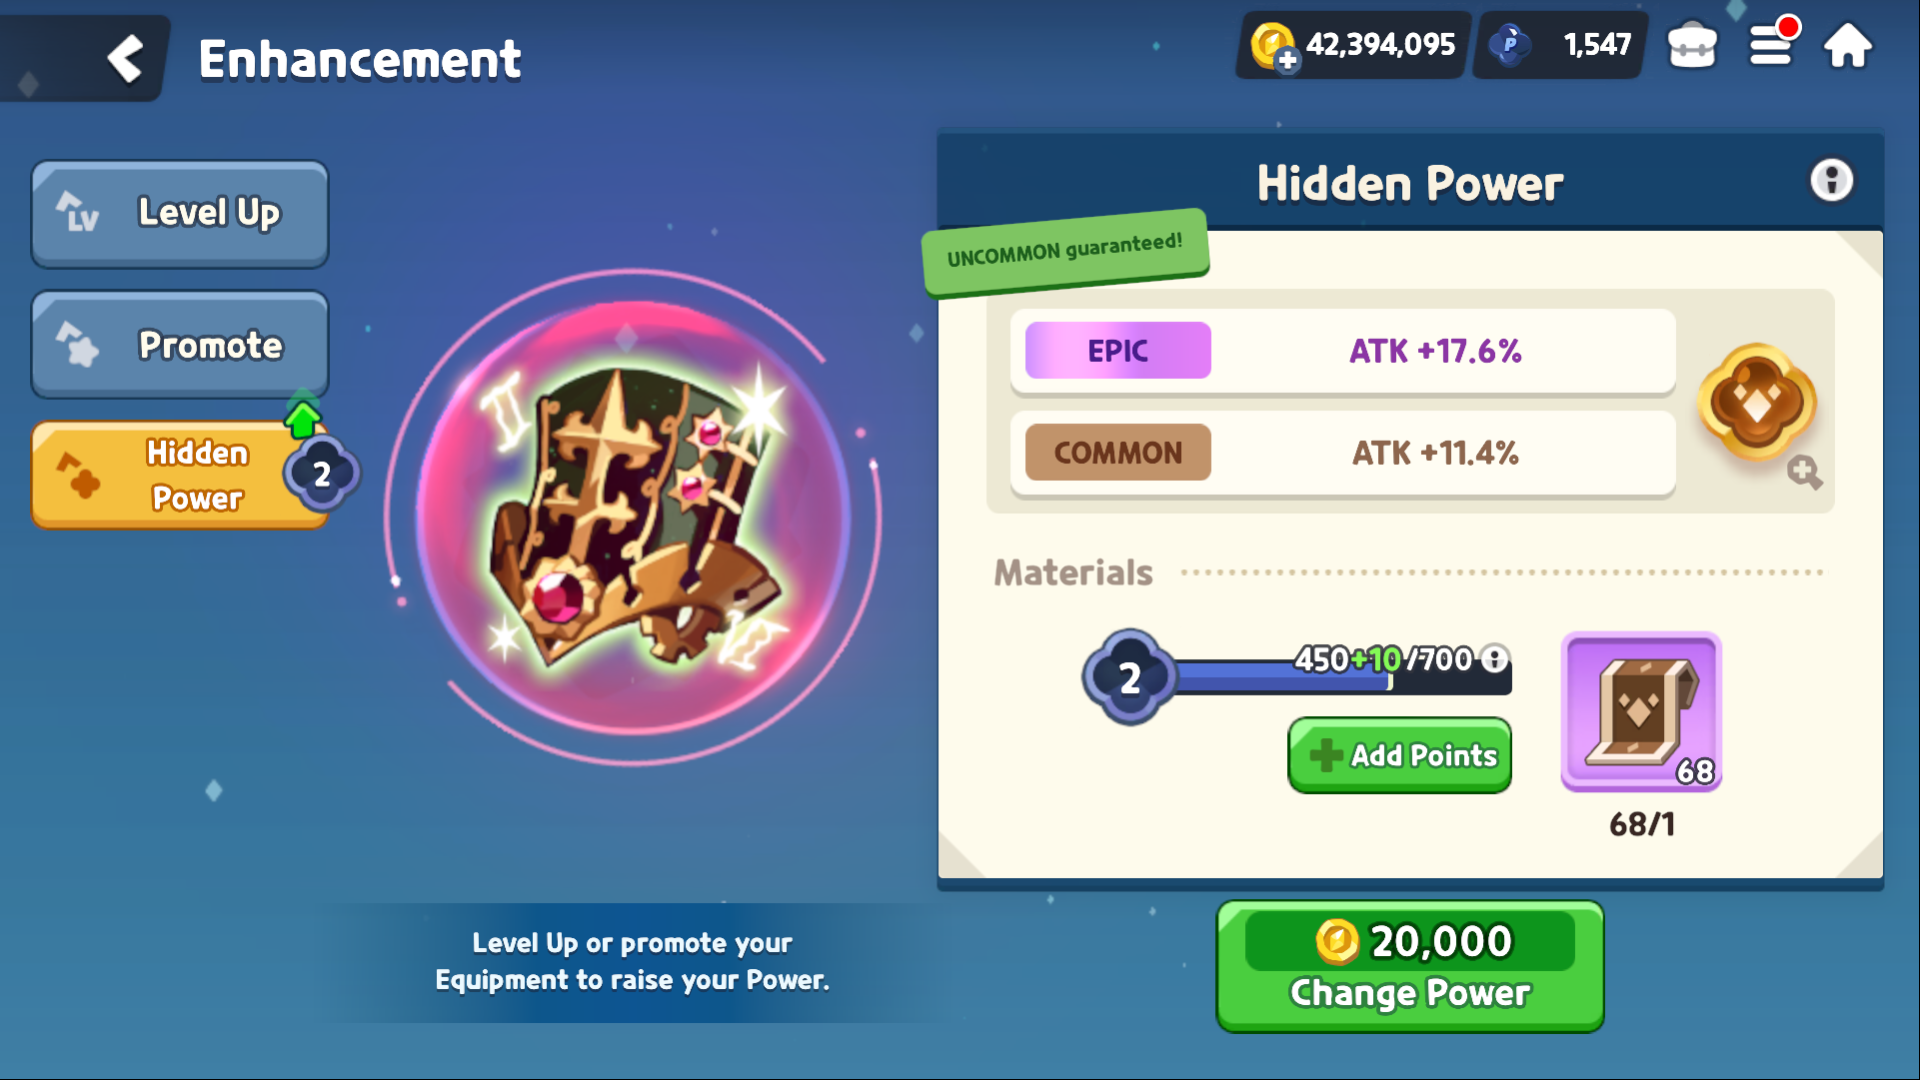 Enhancement
42,394,095
P
1,547
LV
Level Up
Promote
Hidden
Power
2
Hidden Power
UNCOMMON guaranteed!
EPIC
ATK +17.6%
COMMON
ATK +11.4%
Materials
2
450+10/700
Add Points
68
68/1
Level Up or promote your
Equipment to raise your Power.
20,000
Change Power